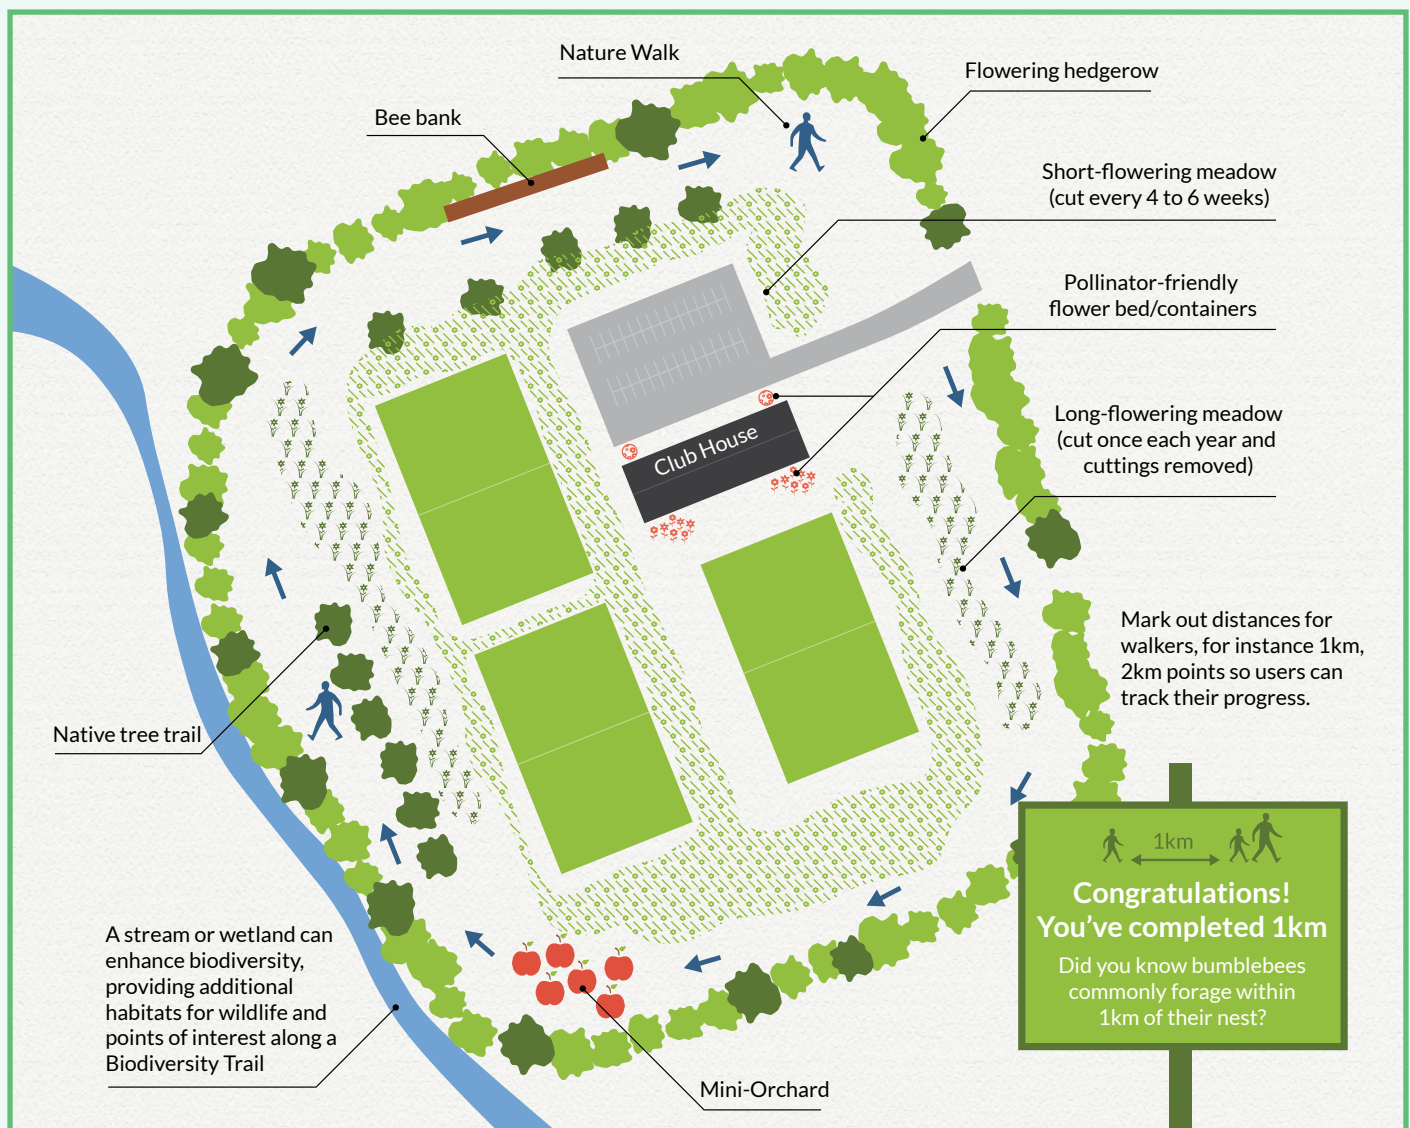 Nature Walk
Flowering hedgerow
Bee bank
Short-flowering meadow
(cut every 4 to 6 weeks)
Pollinator-friendly
flower bed/containers
Long-flowering meadow
(cut once each year and
cuttings removed)
Club House
Mark out distances for
walkers, for instance 1km,
2km points so users can
track their progress.
Native tree trail
1km
Congratulations!
You’ve completed 1km
Did you know bumblebees
commonly forage within
1km of their nest?
A stream or wetland can
enhance biodiversity,
providing additional
habitats for wildlife and
points of interest along a
Biodiversity Trail
Mini-Orchard